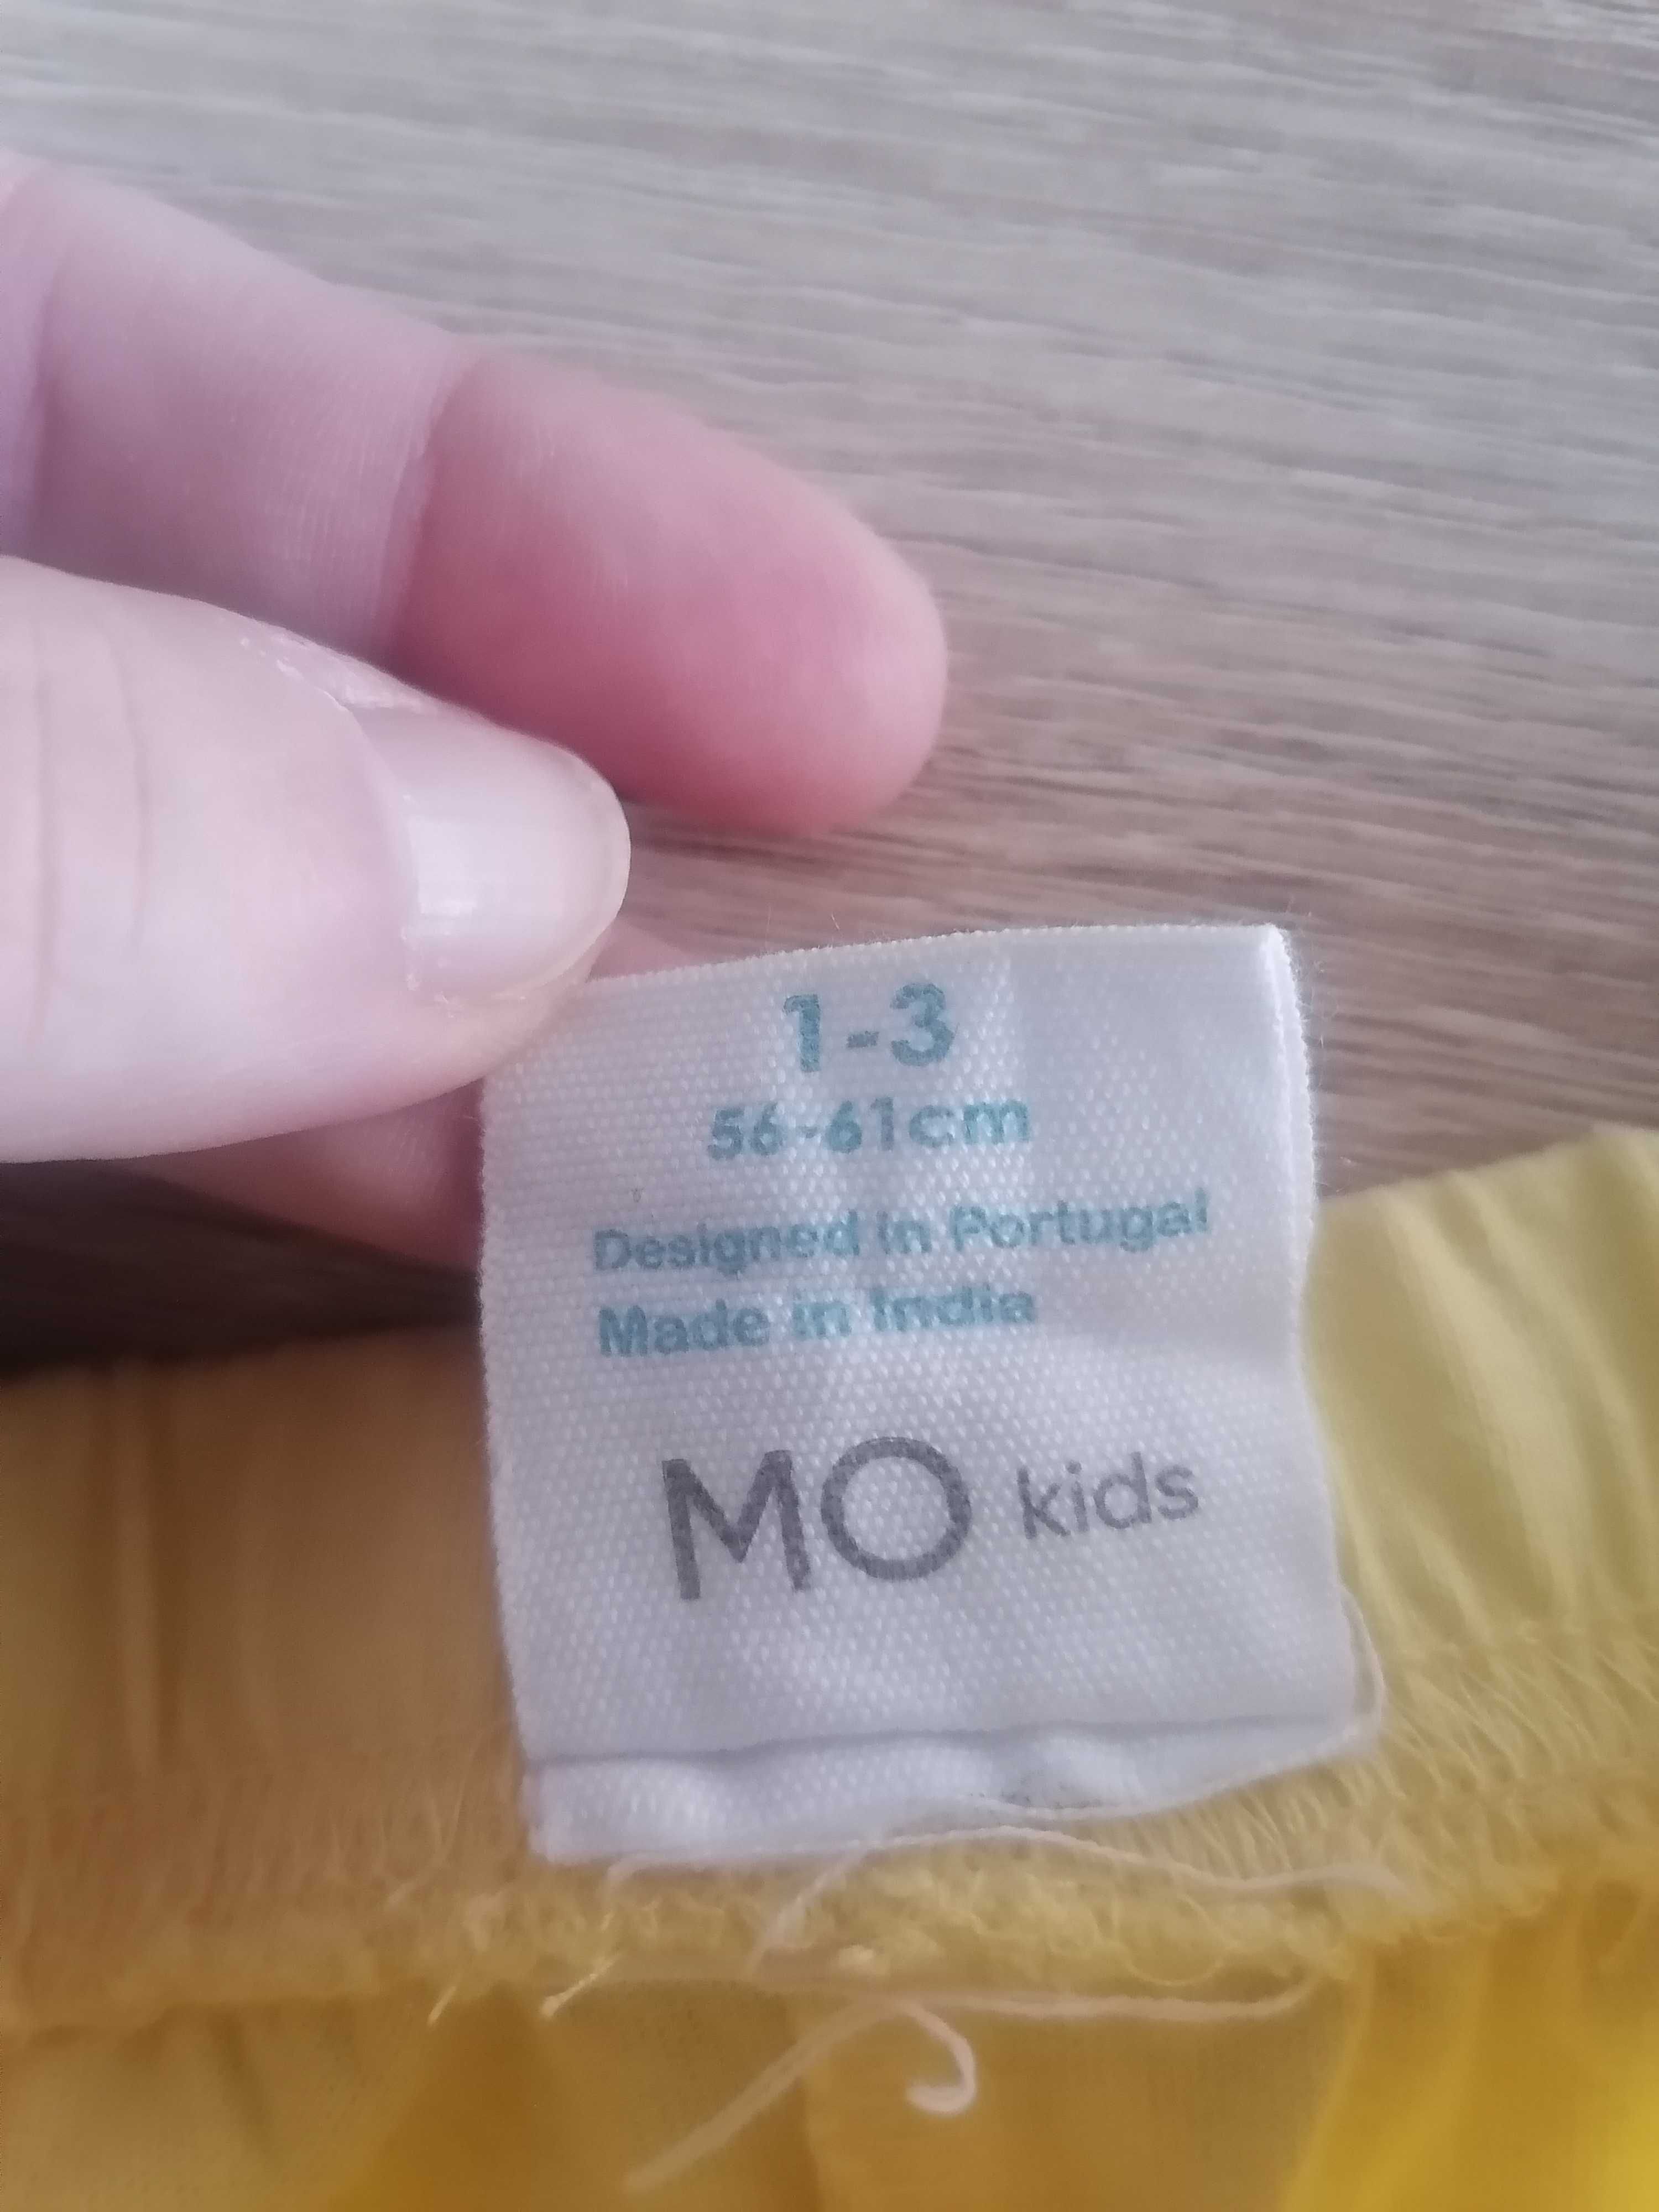 1-3
56-61cm
Designed in Portugal
Made in India
MO kids